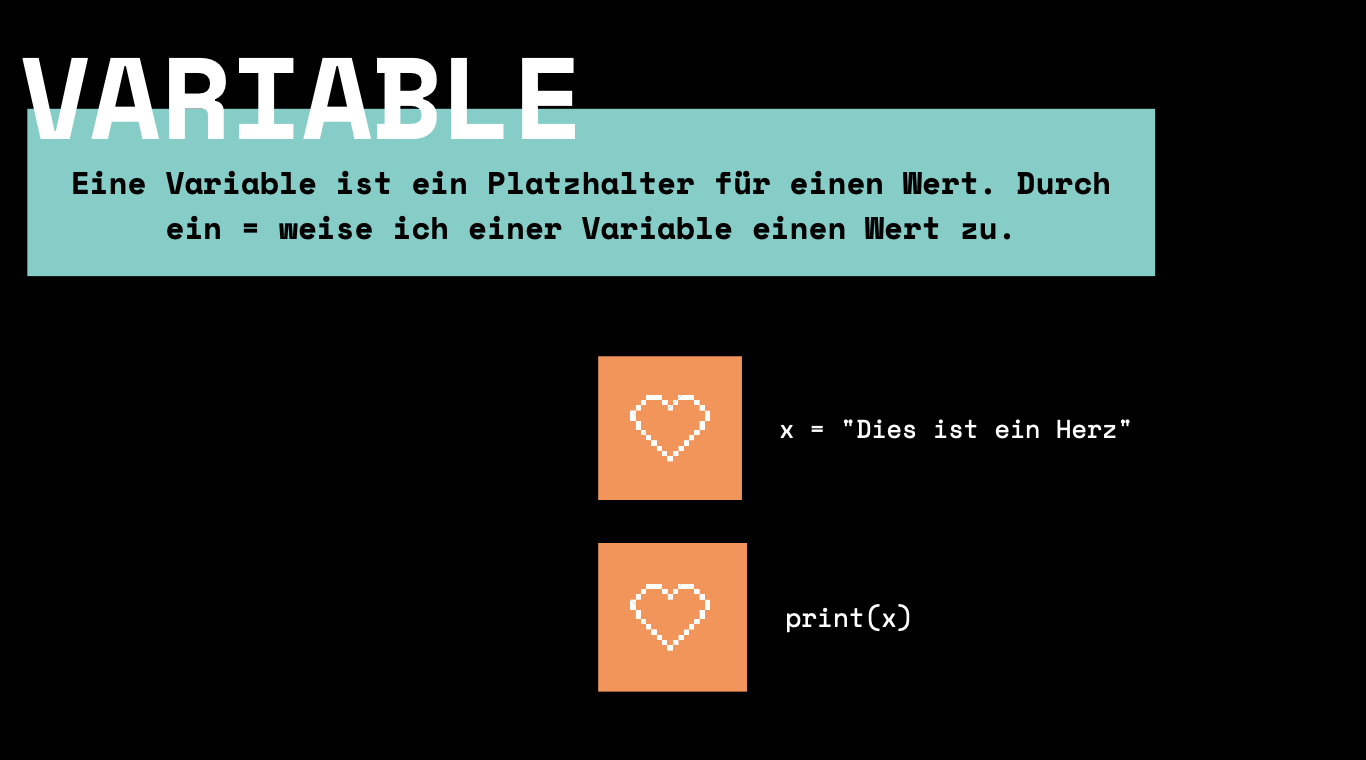 VARIABLE
Eine Variable ist ein Platzhalter für einen Wert. Durch
ein = weise ich einer Variable einen Wert zu.
x = "Dies ist ein Herz"
print(x)